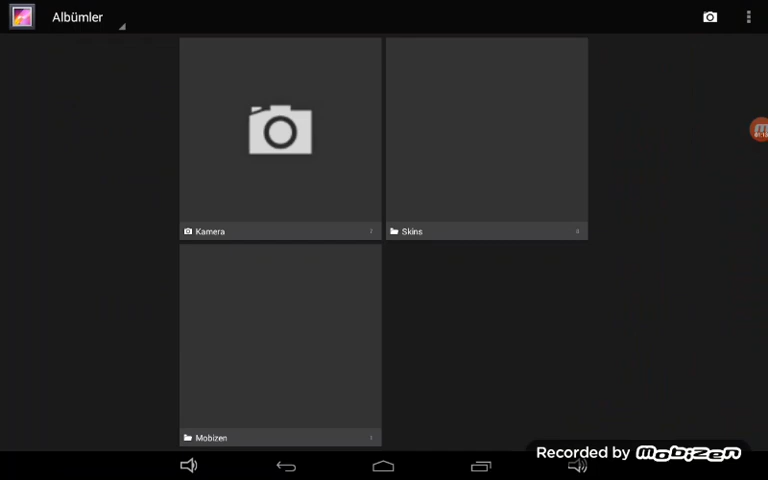 Albümler
Kamera
Skins
Mobizen
Recorded by mobizen